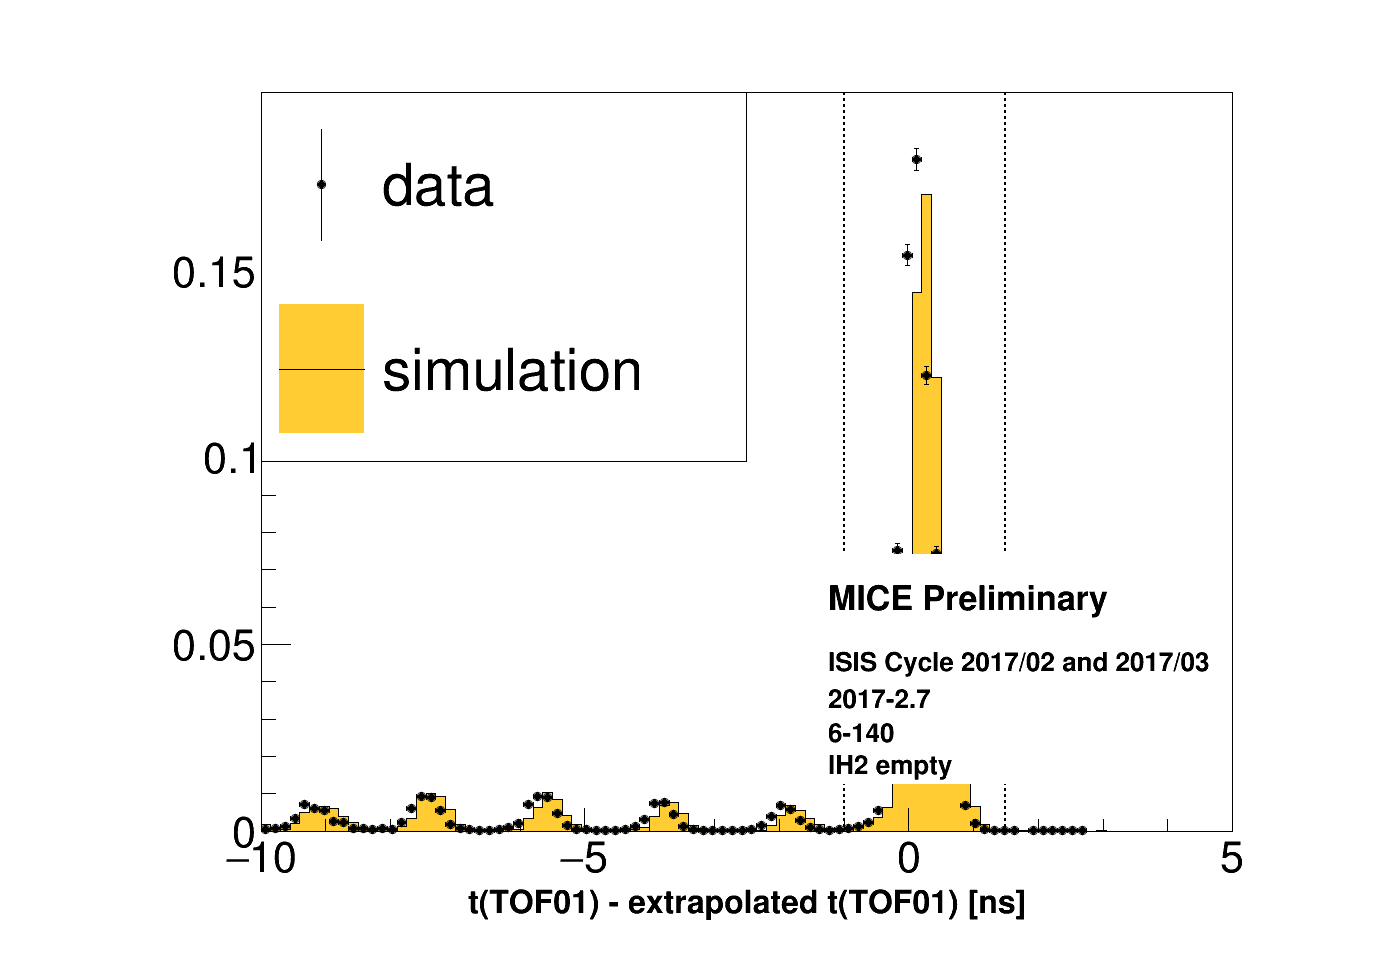 data
0.15
simulation
0.1
MICE Preliminary
0.05
ISIS Cycle 2017/02 and 2017/03
2017-2.7
6-140
IH2 empty
0
−10 −5 0 5
t(TOF01) - extrapolated t(TOF01) [ns]